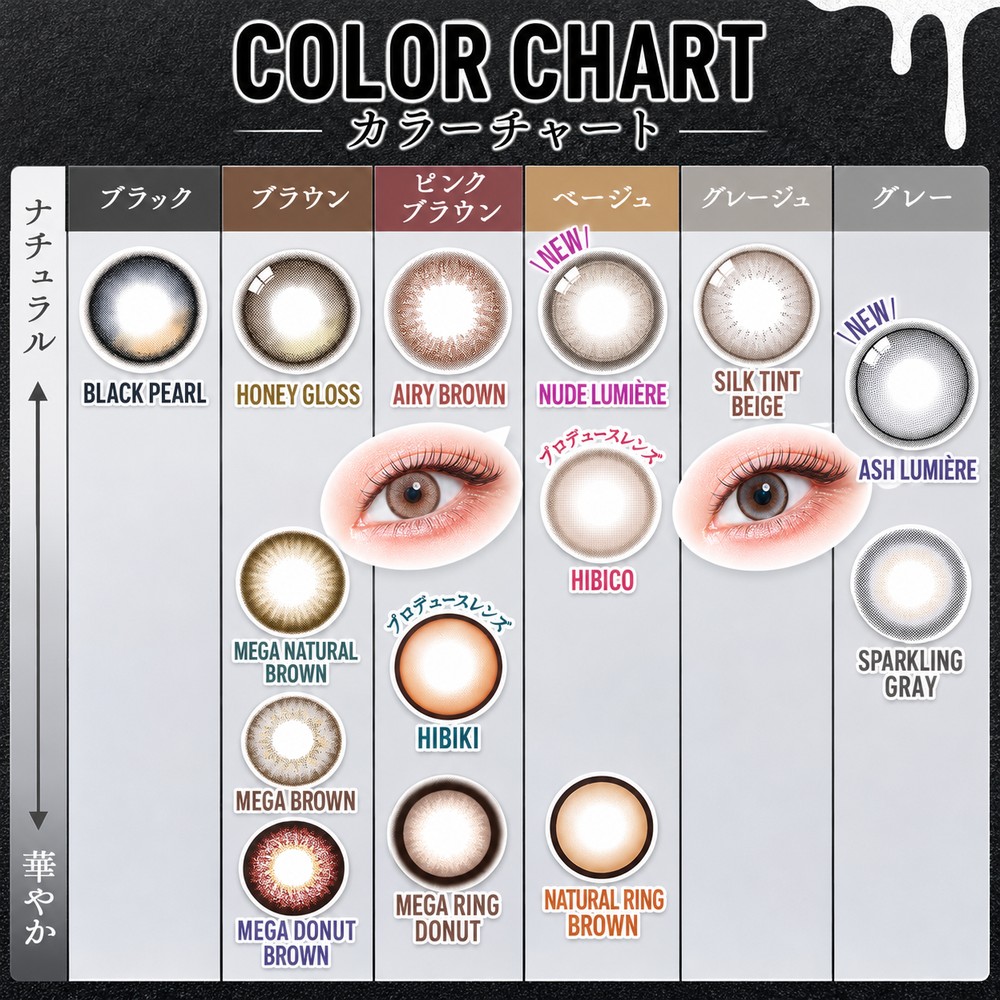 COLOR CHART
カラーチャート
ナチュラル
華やか
ブラック
ブラウン
ピンク
ブラウン
ベージュ
グレージュ
グレー
BLACK PEARL
HONEY GLOSS
AIRY BROWN
NEW
NUDE LUMIÈRE
SILK TINT
BEIGE
NEW
ASH LUMIÈRE
プロデュースレンズ
HIBICO
MEGA NATURAL
BROWN
プロデュースレンズ
HIBIKI
SPARKLING
GRAY
MEGA BROWN
MEGA DONUT
BROWN
MEGA RING
DONUT
NATURAL RING
BROWN